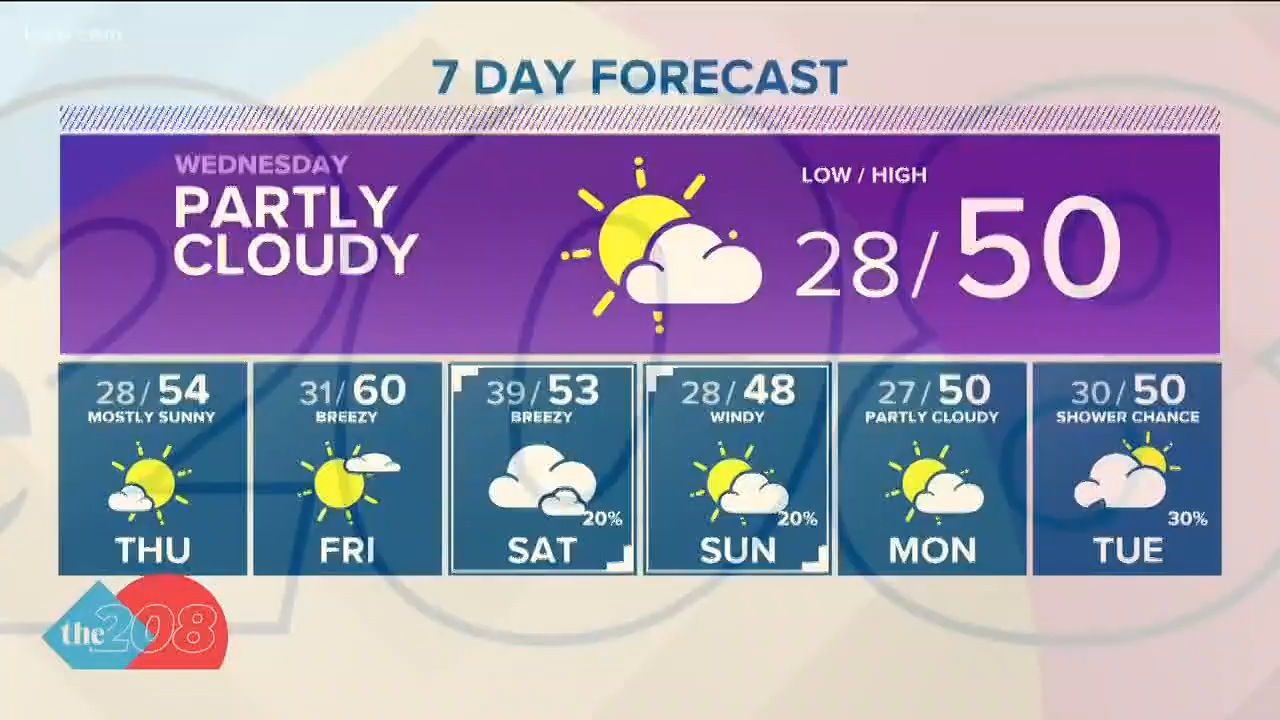 7 DAY FORECAST
WEDNESDAY
PARTLY
CLOUDY
LOW / HIGH
28/50
28/54
MOSTLY SUNNY
THU
31/60
BREEZY
FRI
39/53
BREEZY
20%
SAT
28/48
WINDY
20%
SUN
27/50
PARTLY CLOUDY
MON
30/50
SHOWER CHANCE
30%
TUE
the208